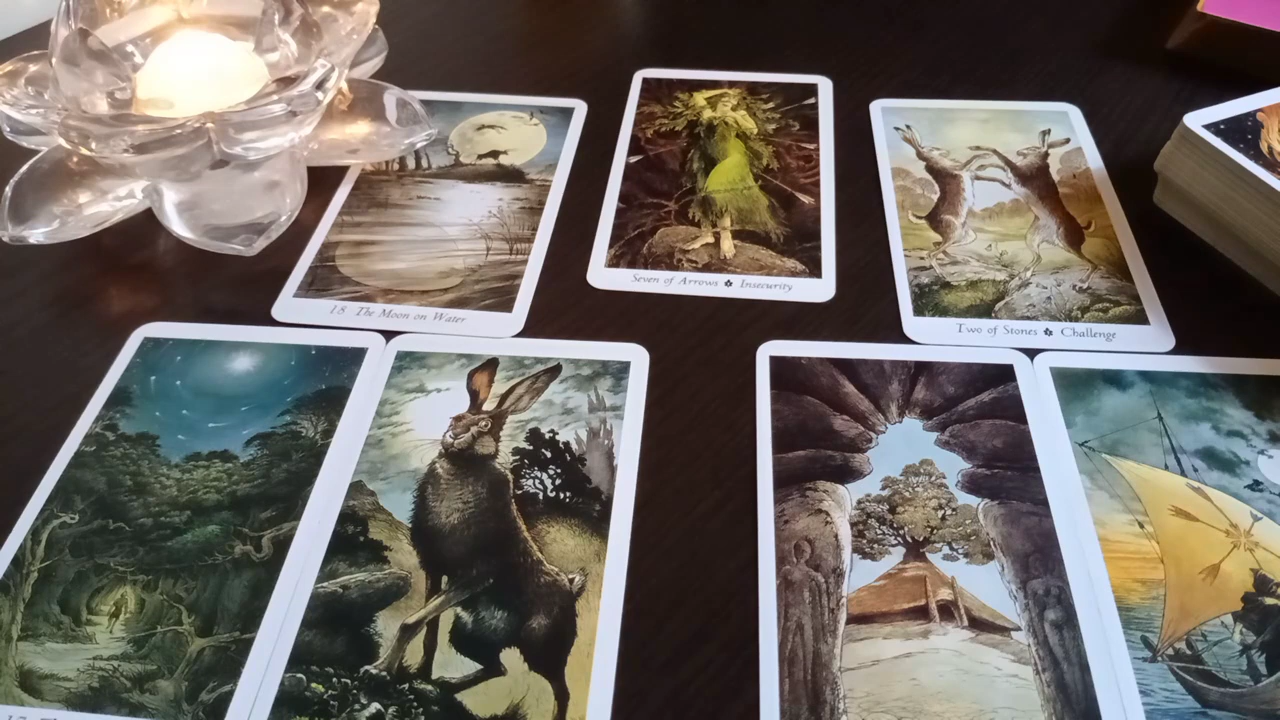 18 The Moon on Water
Seven of Arrows Insecurity
Two of Stones Challenge